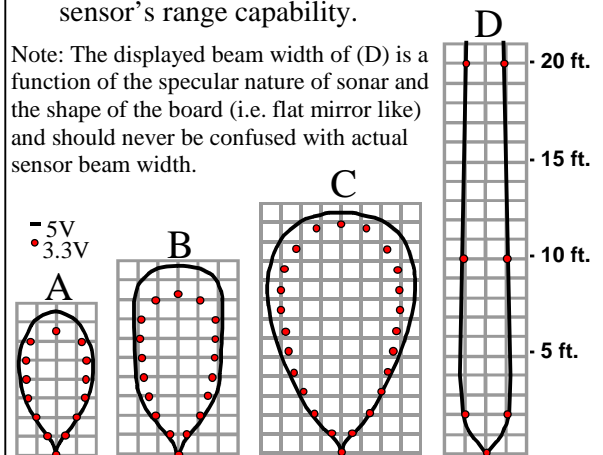 sensor's range capability.
Note: The displayed beam width of (D) is a
function of the specular nature of sonar and
the shape of the board (i.e. flat mirror like)
and should never be confused with actual
sensor beam width.
D
20 ft.
15 ft.
10 ft.
5 ft.
C
B
5V
3.3V
A